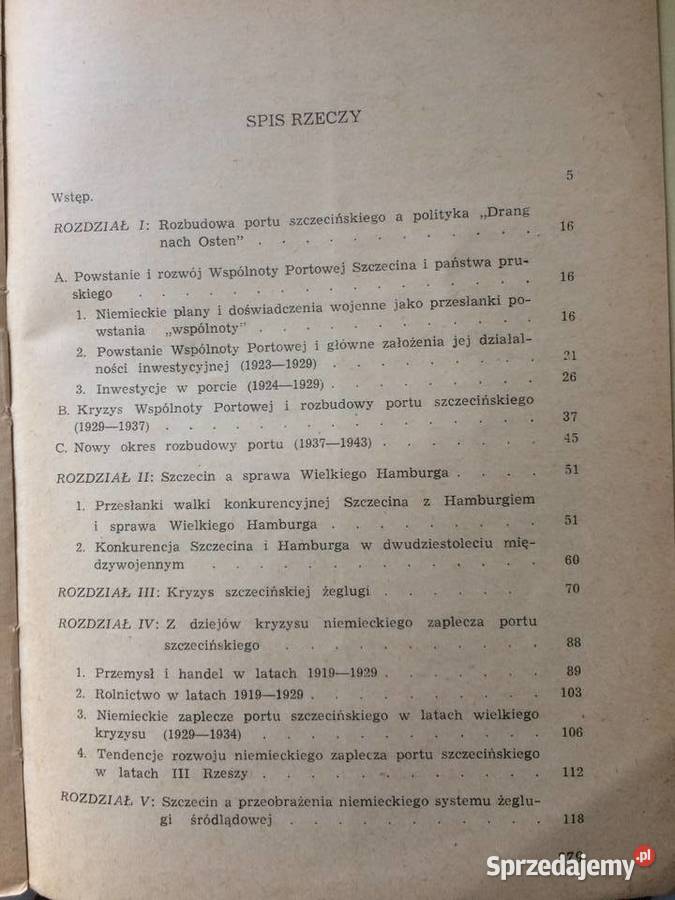 SPIS RZECZY
Wstęp. 5
ROZDZIAŁ I: Rozbudowa portu szczecińskiego a polityka „Drang
nach Osten” . . . . . . . . . . . 16
A. Powstanie i rozwój Wspólnoty Portowej Szczecina i państwa pru-
skiego . . . . . . . . . . . . . 16
1. Niemieckie plany i doświadczenia wojenne jako przesłanki po-
wstania „wspólnoty” . . . . . . . . . . 16
2. Powstanie Wspólnoty Portowej i główne założenia jej działal-
ności inwestycyjnej (1923—1929) . . . . . . . . 21
3. Inwestycje w porcie (1924—1929) . . . . . . . . 26
B. Kryzys Wspólnoty Portowej i rozbudowy portu szczecińskiego
(1929—1937) . . . . . . . . . . . . 37
C. Nowy okres rozbudowy portu (1937—1943) . . . . . . 45
ROZDZIAŁ II: Szczecin a sprawa Wielkiego Hamburga . . . . 51
1. Przesłanki walki konkurencyjnej Szczecina z Hamburgiem
i sprawa Wielkiego Hamburga . . . . . . . . 51
2. Konkurencja Szczecina i Hamburga w dwudziestoleciu mię-
dzywojennym . . . . . . . . . . . . 60
ROZDZIAŁ III: Kryzys szczecińskiej żeglugi . . . . . 70
ROZDZIAŁ IV: Z dziejów kryzysu niemieckiego zaplecza portu
szczecińskiego . . . . . . . . . . 88
1. Przemysł i handel w latach 1919—1929 . . . . . . 89
2. Rolnictwo w latach 1919—1929 . . . . . . . . 103
3. Niemieckie zaplecze portu szczecińskiego w latach wielkiego
kryzysu (1929—1934) . . . . . . . . . . 106
4. Tendencje rozwoju niemieckiego zaplecza portu szczecińskiego
w latach III Rzeszy . . . . . . . . . . 112
ROZDZIAŁ V: Szczecin a przeobrażenia niemieckiego systemu żeglu-
gi śródlądowej . . . . . . . . . . 118
Sprzedajemy.pl